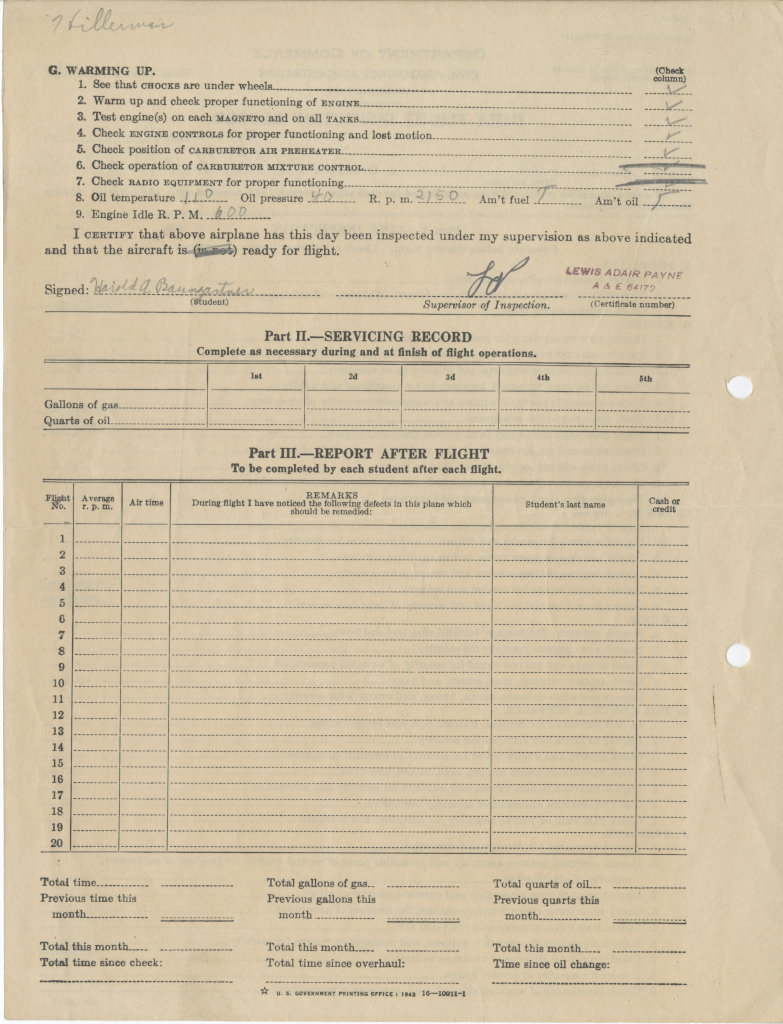 Hillerman
G. WARMING UP.
(Check column)
1. See that CHOCKS are under wheels ✓
2. Warm up and check proper functioning of ENGINE ✓
3. Test engine(s) on each MAGNETO and on all TANKS ✓
4. Check ENGINE CONTROLS for proper functioning and lost motion ✓
5. Check position of CARBURETOR AIR PREHEATER ✓
6. Check operation of CARBURETOR MIXTURE CONTROL
7. Check RADIO EQUIPMENT for proper functioning
8. Oil temperature 110 Oil pressure 40 R. p. m. 2150 Am't fuel T Am't oil 5
9. Engine Idle R. P. M. 600
I CERTIFY that above airplane has this day been inspected under my supervision as above indicated
and that the aircraft is (is not) ready for flight.
LEWIS ADAIR PAYNE
A & E 64177
Signed: Harold A Baumgastner
(Student) Supervisor of Inspection. (Certificate number)
Part II.—SERVICING RECORD
Complete as necessary during and at finish of flight operations.
1st 2d 3d 4th 5th
Gallons of gas
Quarts of oil
Part III.—REPORT AFTER FLIGHT
To be completed by each student after each flight.
Flight No. Average r. p. m. Air time REMARKS During flight I have noticed the following defects in this plane which should be remedied: Student's last name Cash or credit
1
2
3
4
5
6
7
8
9
10
11
12
13
14
15
16
17
18
19
20
Total time Total gallons of gas Total quarts of oil
Previous time this month Previous gallons this month Previous quarts this month
Total this month Total this month Total this month
Total time since check: Total time since overhaul: Time since oil change:
☆ U. S. GOVERNMENT PRINTING OFFICE : 1943 16—10911-1